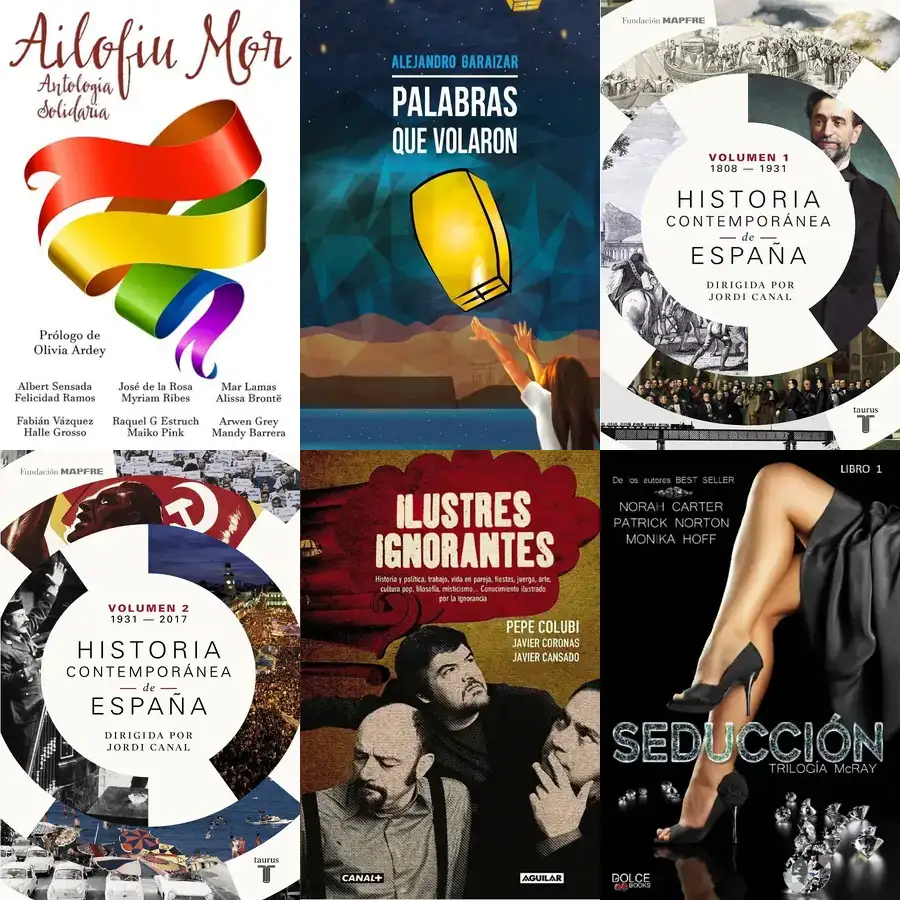 Ailofiu Mor
Antología
Solidaria
Prólogo de
Olivia Ardey
Albert Sensada
Felicidad Ramos
José de la Rosa
Myriam Ribes
Mar Lamas
Alissa Brontë
Fabián Vázquez
Halle Grosso
Raquel G Estruch
Maiko Pink
Arwen Grey
Mandy Barrera
ALEJANDRO GARAIZAR
PALABRAS
QUE VOLARON
Fundación MAPFRE
VOLUMEN 1
1808 — 1931
HISTORIA
CONTEMPORÁNEA
de
ESPAÑA
DIRIGIDA POR
JORDI CANAL
taurus
T
Fundación MAPFRE
VOLUMEN 2
1931 — 2017
HISTORIA
CONTEMPORÁNEA
de
ESPAÑA
DIRIGIDA POR
JORDI CANAL
taurus
T
ILUSTRES
IGNORANTES
Historia y política, trabajo, vida en pareja, fiestas, juerga, arte,
cultura pop, filosofía, misticismo... Conocimiento ilustrado
por la ignorancia
PEPE COLUBI
JAVIER CORONAS
JAVIER CANSADO
CANAL+
AGUILAR
LIBRO 1
De los autores BEST SELLER
NORAH CARTER
PATRICK NORTON
MONIKA HOFF
SEDUCCIÓN
TRILOGÍA McRAY
DOLCE
BOOKS